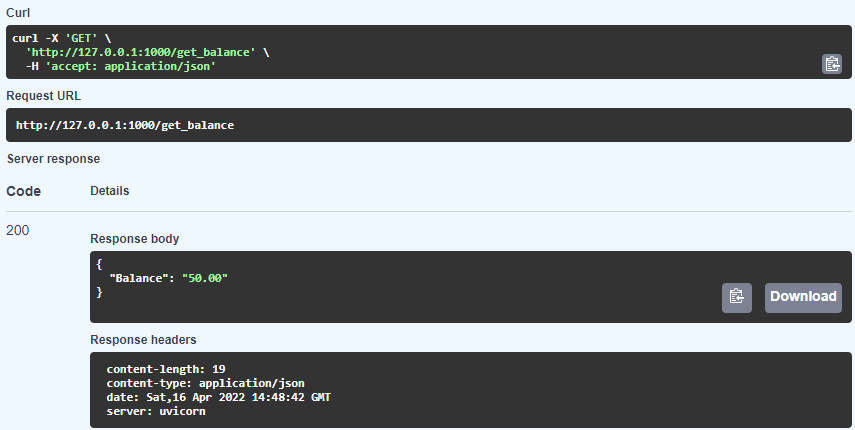 Curl
curl -X 'GET' \
'http://127.0.0.1:1000/get_balance' \
-H 'accept: application/json'
Request URL
http://127.0.0.1:1000/get_balance
Server response
Code Details
200
Response body
{
"Balance": "50.00"
}
Download
Response headers
content-length: 19
content-type: application/json
date: Sat,16 Apr 2022 14:48:42 GMT
server: uvicorn